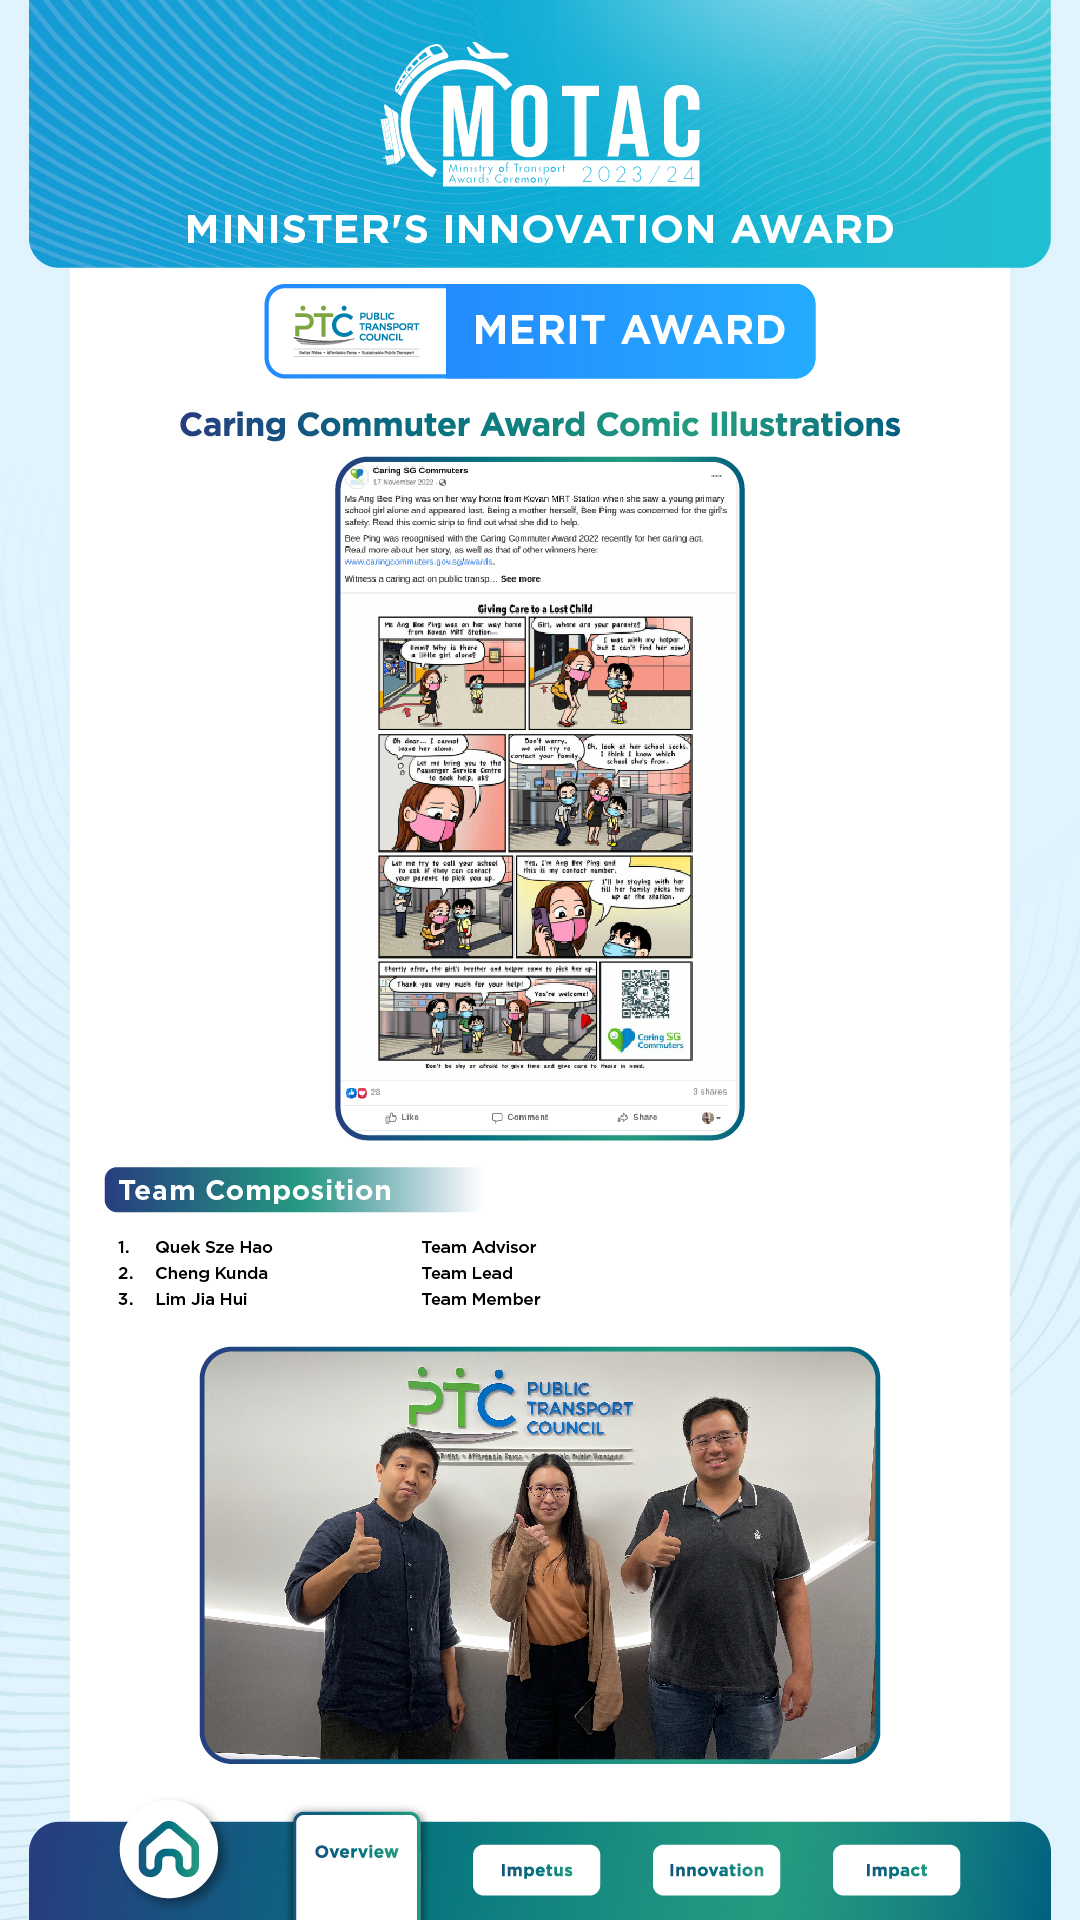 MOTAC
Ministry of Transport
Awards Ceremony
2023/24
MINISTER'S INNOVATION AWARD
PTC PUBLIC
TRANSPORT
COUNCIL
Better Rides • Affordable Fares • Sustainable Public Transport
MERIT AWARD
Caring Commuter Award Comic Illustrations
Caring SG Commuters
17 November 2022
Ms Ang Bee Ping was on her way home from Kovan MRT Station when she saw a young primary
school girl alone and appeared lost. Being a mother herself, Bee Ping was concerned for the girl's
safety. Read this comic strip to find out what she did to help.
Bee Ping was recognised with the Caring Commuter Award 2022 recently for her caring act.
Read more about her story, as well as that of other winners here:
www.caringcommuters.gov.sg/awards.
Witness a caring act on public transp... See more
Giving Care to a Lost Child
Ms Ang Bee Ping was on her way home
from Kovan MRT Station...
Hmm? Why is there
a little girl alone?
Girl, where are your parents?
I was with my helper
but I can't find her now!
Oh dear... I cannot
leave her alone.
Let me bring you to the
Passenger Service Centre
to seek help, ok?
Don't worry,
we will try to
contact your family.
Oh, look at her school socks.
I think I know which
school she's from.
Let me try to call your school
to ask if they can contact
your parents to pick you up.
Yes, I'm Ang Bee Ping and
this is my contact number.
I'll be staying with her
till her family picks her
up at the station.
Shortly after, the girl's brother and helper came to pick her up.
Thank you very much for your help!
You're welcome!
Caring SG
Commuters
Don't be shy or afraid to give time and give care to those in need.
28
3 shares
Like
Comment
Share
Team Composition
1. Quek Sze Hao Team Advisor
2. Cheng Kunda Team Lead
3. Lim Jia Hui Team Member
PTC PUBLIC
TRANSPORT
COUNCIL
Rides • Affordable Fares • Public Transport
Overview
Impetus
Innovation
Impact